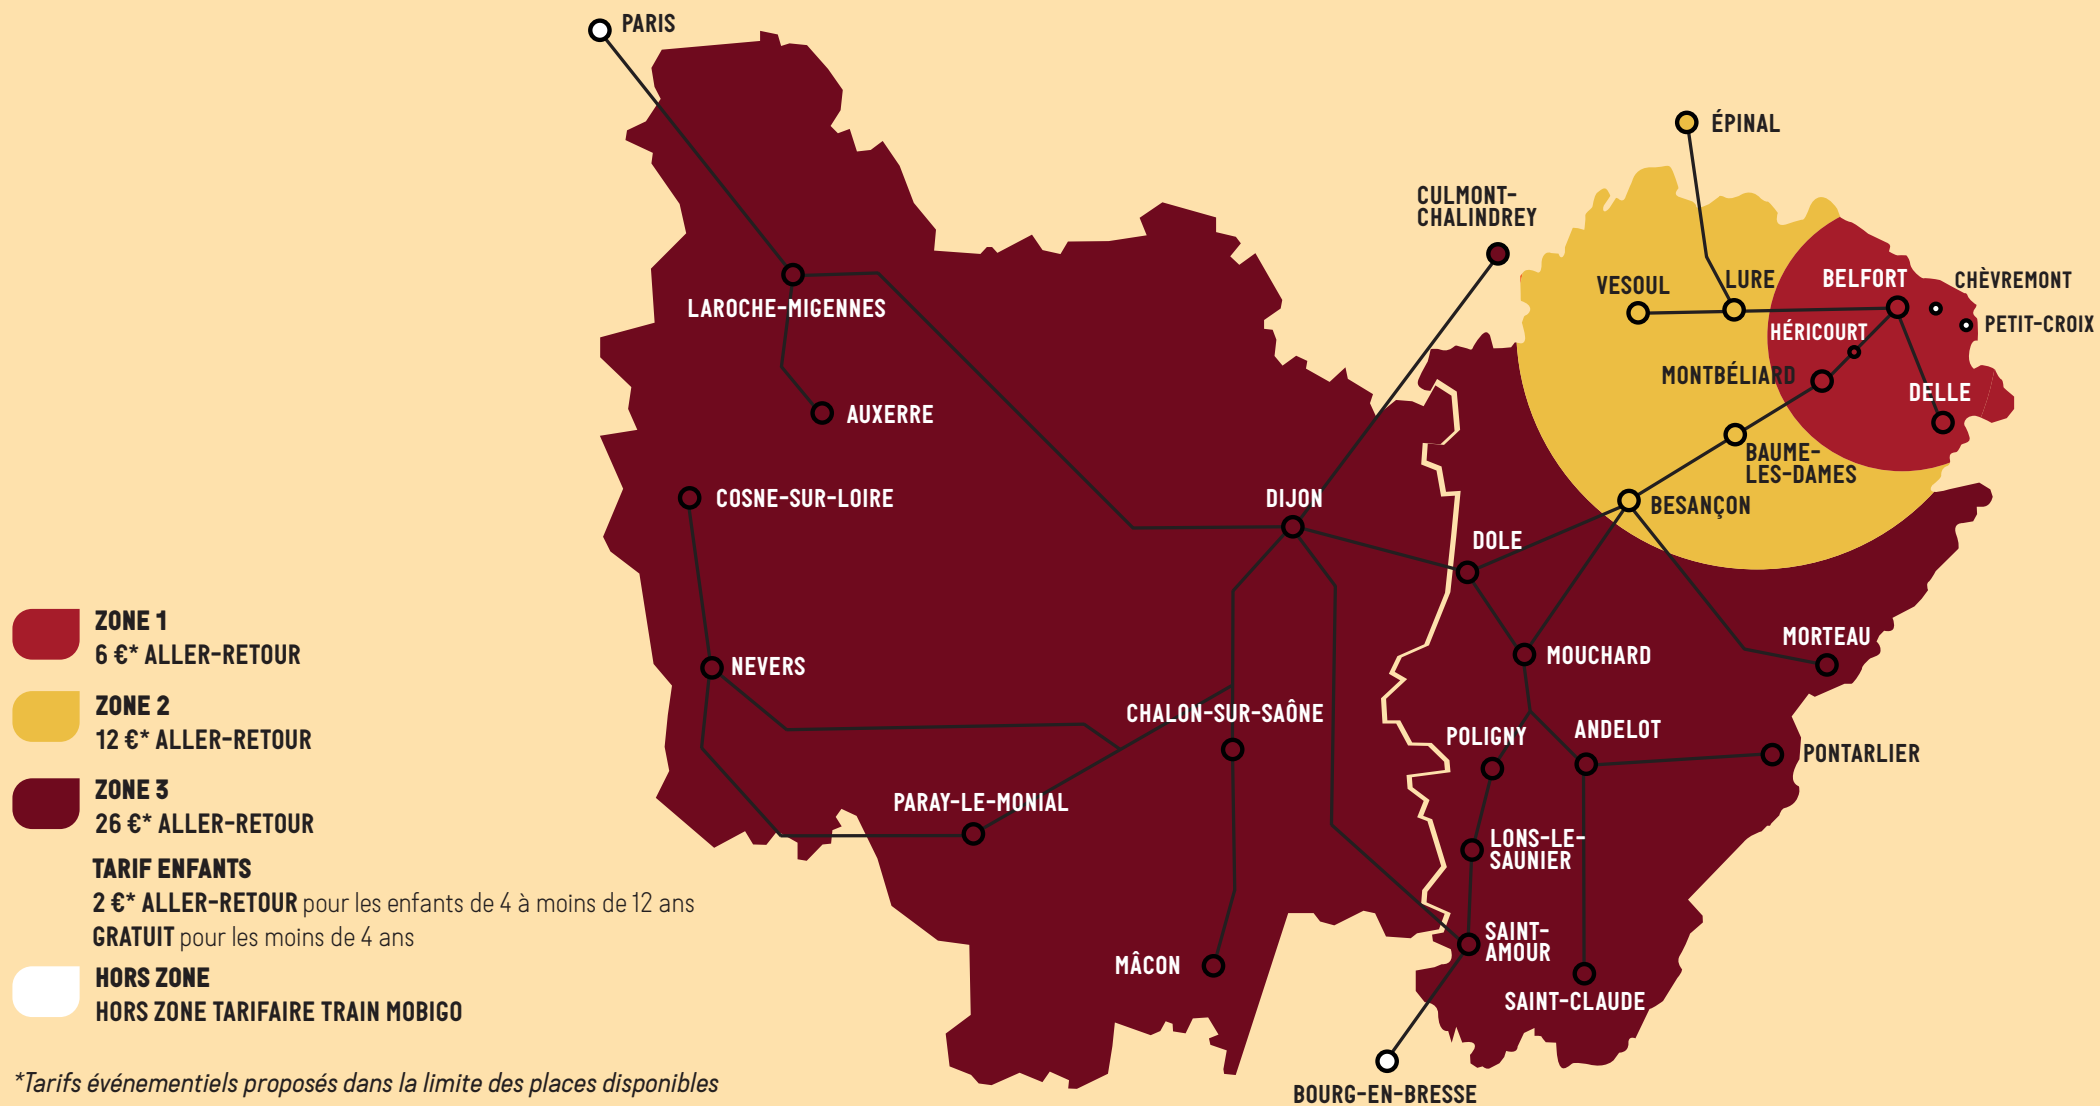 PARIS
ÉPINAL
CULMONT-
CHALINDREY
VESOUL
LURE
BELFORT
CHÈVREMONT
LAROCHE-MIGENNES
HÉRICOURT
PETIT-CROIX
MONTBÉLIARD
DELLE
AUXERRE
BAUME-
LES-DAMES
COSNE-SUR-LOIRE
DIJON
BESANÇON
DOLE
ZONE 1
6 €* ALLER-RETOUR
NEVERS
MOUCHARD
MORTEAU
ZONE 2
12 €* ALLER-RETOUR
CHALON-SUR-SAÔNE
POLIGNY
ANDELOT
PONTARLIER
ZONE 3
26 €* ALLER-RETOUR
PARAY-LE-MONIAL
LONS-LE-
SAUNIER
TARIF ENFANTS
2 €* ALLER-RETOUR pour les enfants de 4 à moins de 12 ans
GRATUIT pour les moins de 4 ans
SAINT-
AMOUR
MÂCON
HORS ZONE
HORS ZONE TARIFAIRE TRAIN MOBIGO
SAINT-CLAUDE
*Tarifs événementiels proposés dans la limite des places disponibles
BOURG-EN-BRESSE